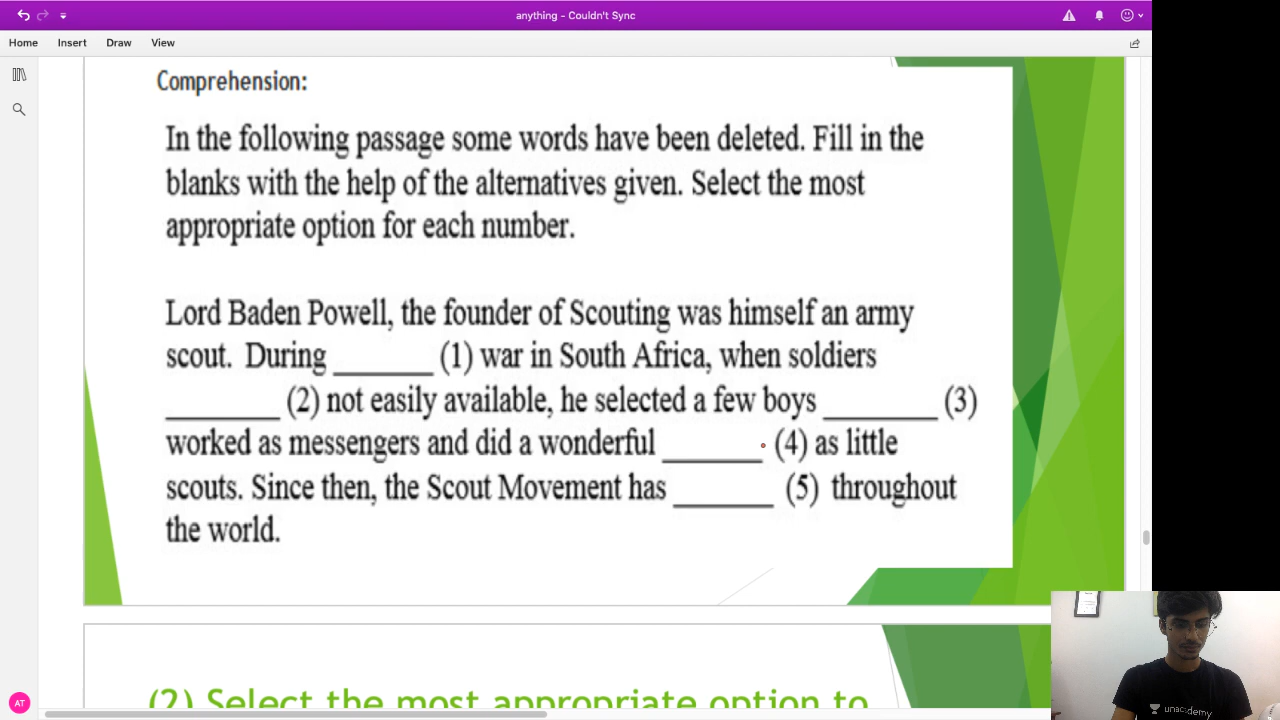 anything - Couldn't Sync
Home Insert Draw View
Comprehension:
In the following passage some words have been deleted. Fill in the
blanks with the help of the alternatives given. Select the most
appropriate option for each number.
Lord Baden Powell, the founder of Scouting was himself an army
scout. During ________ (1) war in South Africa, when soldiers
________ (2) not easily available, he selected a few boys ________ (3)
worked as messengers and did a wonderful ________ (4) as little
scouts. Since then, the Scout Movement has ________ (5) throughout
the world.
(2) Select the most appropriate option to
AT
unacademy